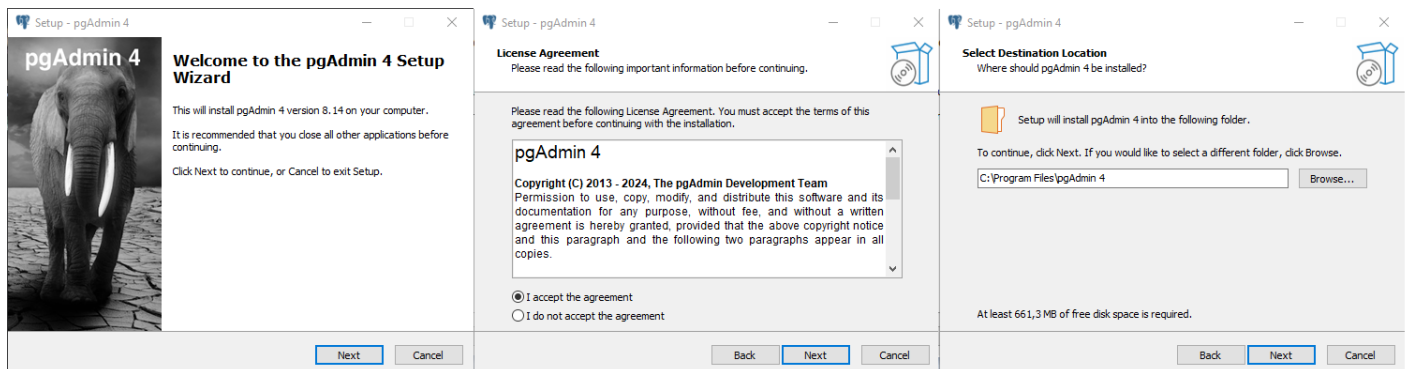 Setup - pgAdmin 4
pgAdmin 4
Welcome to the pgAdmin 4 Setup
Wizard
This will install pgAdmin 4 version 8.14 on your computer.
It is recommended that you close all other applications before
continuing.
Click Next to continue, or Cancel to exit Setup.
Next
Cancel
Setup - pgAdmin 4
License Agreement
Please read the following important information before continuing.
Please read the following License Agreement. You must accept the terms of this
agreement before continuing with the installation.
pgAdmin 4
Copyright (C) 2013 - 2024, The pgAdmin Development Team
Permission to use, copy, modify, and distribute this software and its
documentation for any purpose, without fee, and without a written
agreement is hereby granted, provided that the above copyright notice
and this paragraph and the following two paragraphs appear in all
copies.
I accept the agreement
I do not accept the agreement
Back
Next
Cancel
Setup - pgAdmin 4
Select Destination Location
Where should pgAdmin 4 be installed?
Setup will install pgAdmin 4 into the following folder.
To continue, click Next. If you would like to select a different folder, click Browse.
C:\Program Files\pgAdmin 4
Browse...
At least 661,3 MB of free disk space is required.
Back
Next
Cancel